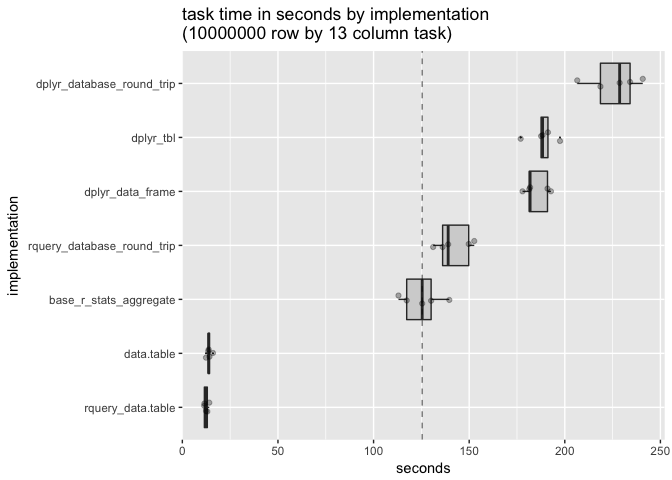 task time in seconds by implementation
(10000000 row by 13 column task)
implementation
dplyr_database_round_trip
dplyr_tbl
dplyr_data_frame
rquery_database_round_trip
base_r_stats_aggregate
data.table
rquery_data.table
0 50 100 150 200 250
seconds